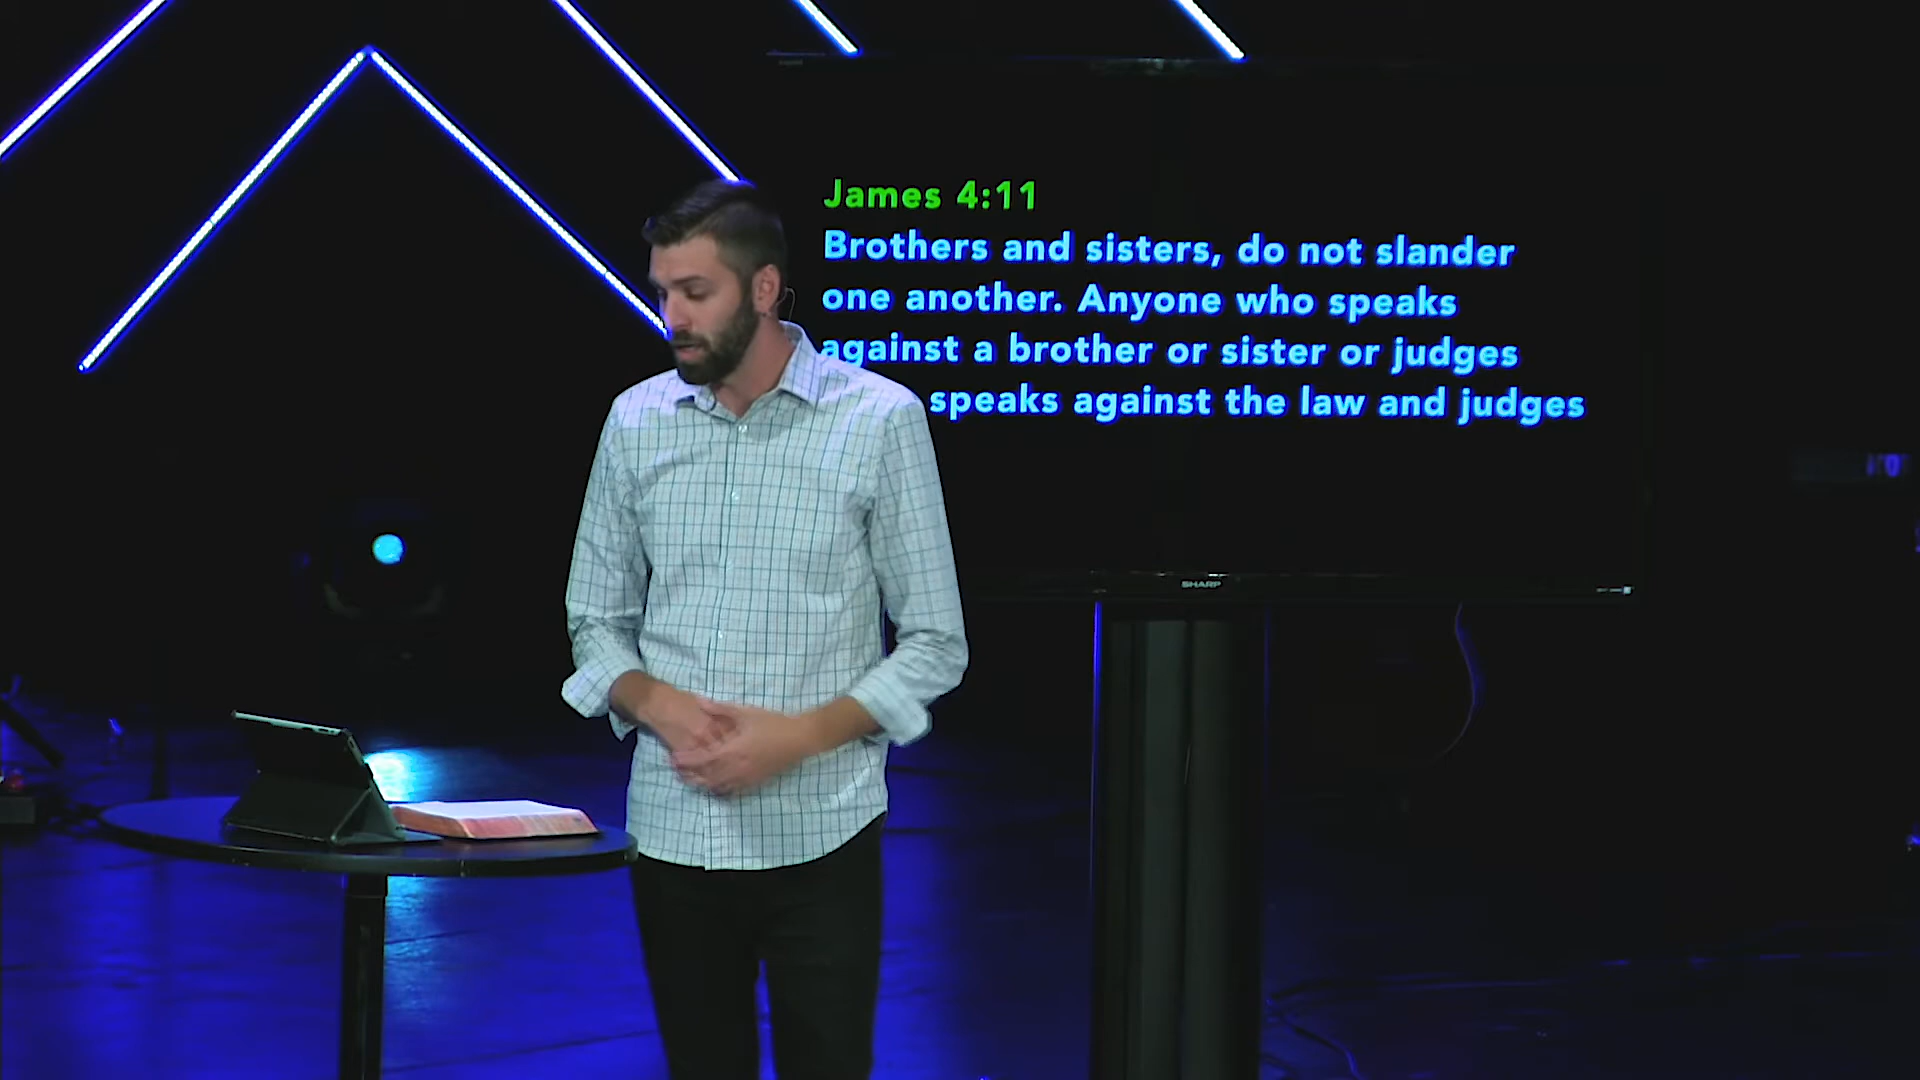 James 4:11
Brothers and sisters, do not slander
one another. Anyone who speaks
against a brother or sister or judges
speaks against the law and judges
SHARP